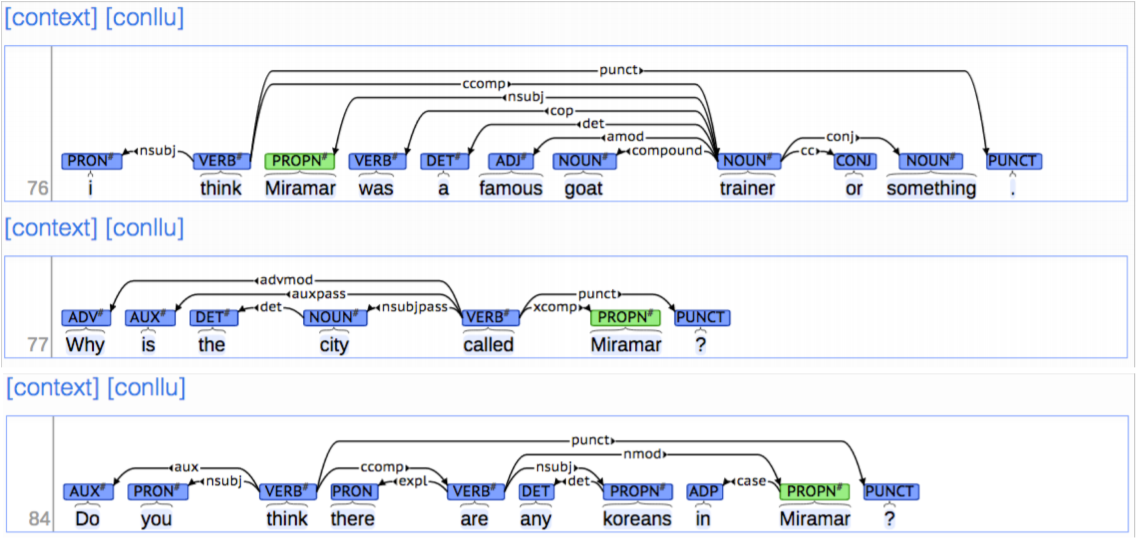 [context] [conllu]
punct
ccomp
nsubj
cop
det
amod
nsubj compound conj cc
PRON# VERB# PROPN# VERB# DET# ADJ# NOUN# NOUN# CONJ NOUN# PUNCT
76 i think Miramar was a famous goat trainer or something .
[context] [conllu]
advmod
auxpass punct
det nsubjpass xcomp
ADV# AUX# DET# NOUN# VERB# PROPN# PUNCT
77 Why is the city called Miramar ?
[context] [conllu]
punct
nmod
aux ccomp nsubj
nsubj expl det case
AUX# PRON# VERB# PRON VERB# DET PROPN# ADP PROPN# PUNCT
84 Do you think there are any koreans in Miramar ?